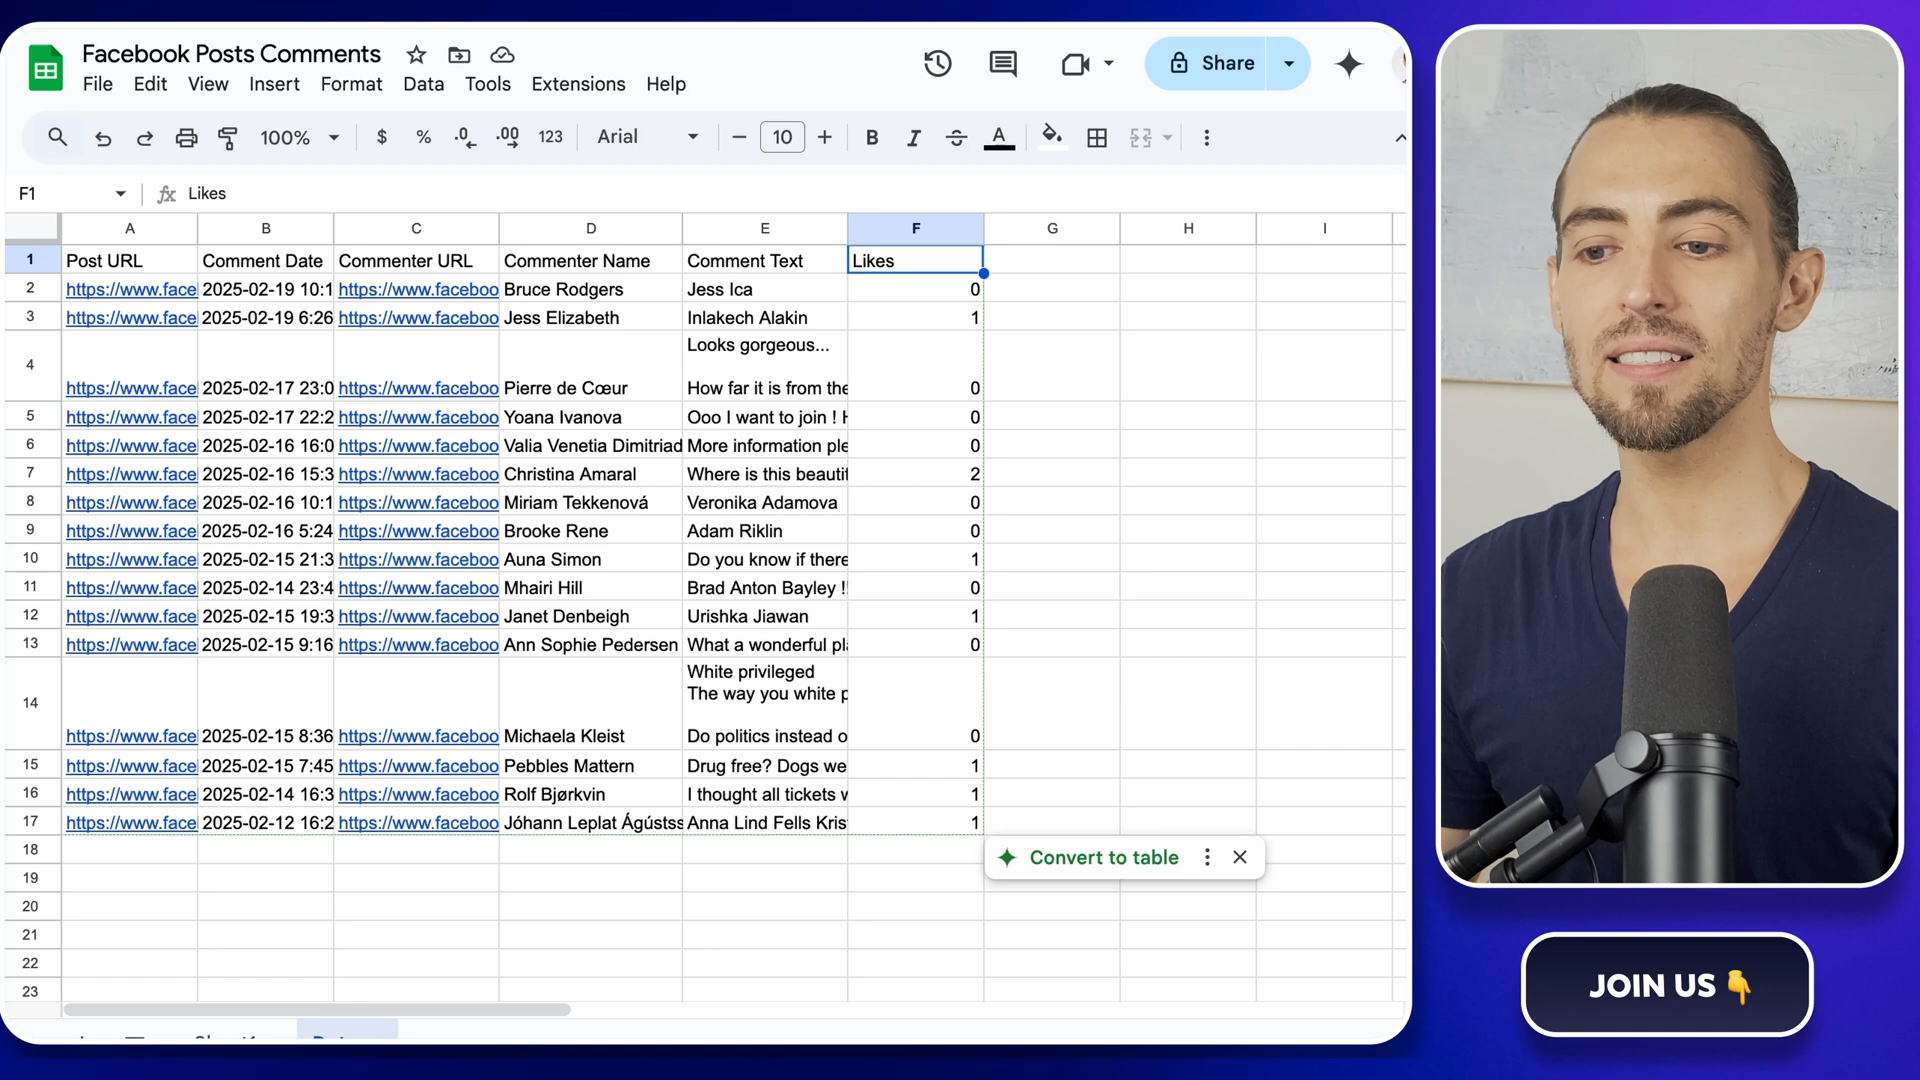 Facebook Posts Comments
File Edit View Insert Format Data Tools Extensions Help
Share
100% $ % .0 .00 123 Arial 10 B I A
F1 fx Likes
A B C D E F G H I
1 Post URL Comment Date Commenter URL Commenter Name Comment Text Likes
2 https://www.face 2025-02-19 10:1 https://www.faceboo Bruce Rodgers Jess Ica 0
3 https://www.face 2025-02-19 6:26 https://www.faceboo Jess Elizabeth Inlakech Alakin 1
Looks gorgeous...
4 https://www.face 2025-02-17 23:0 https://www.faceboo Pierre de Cœur How far it is from the 0
5 https://www.face 2025-02-17 22:2 https://www.faceboo Yoana Ivanova Ooo I want to join ! H 0
6 https://www.face 2025-02-16 16:0 https://www.faceboo Valia Venetia Dimitriad More information ple 0
7 https://www.face 2025-02-16 15:3 https://www.faceboo Christina Amaral Where is this beautif 2
8 https://www.face 2025-02-16 10:1 https://www.faceboo Miriam Tekkenová Veronika Adamova 0
9 https://www.face 2025-02-16 5:24 https://www.faceboo Brooke Rene Adam Riklin 0
10 https://www.face 2025-02-15 21:3 https://www.faceboo Auna Simon Do you know if there 1
11 https://www.face 2025-02-14 23:4 https://www.faceboo Mhairi Hill Brad Anton Bayley !! 0
12 https://www.face 2025-02-15 19:3 https://www.faceboo Janet Denbeigh Urishka Jiawan 1
13 https://www.face 2025-02-15 9:16 https://www.faceboo Ann Sophie Pedersen What a wonderful pla 0
White privileged
The way you white p
14 https://www.face 2025-02-15 8:36 https://www.faceboo Michaela Kleist Do politics instead o 0
15 https://www.face 2025-02-15 7:45 https://www.faceboo Pebbles Mattern Drug free? Dogs we 1
16 https://www.face 2025-02-14 16:3 https://www.faceboo Rolf Bjørkvin I thought all tickets w 1
17 https://www.face 2025-02-12 16:2 https://www.faceboo Jóhann Leplat Ágústss Anna Lind Fells Kris 1
Convert to table
18
19
20
21
22
23
JOIN US